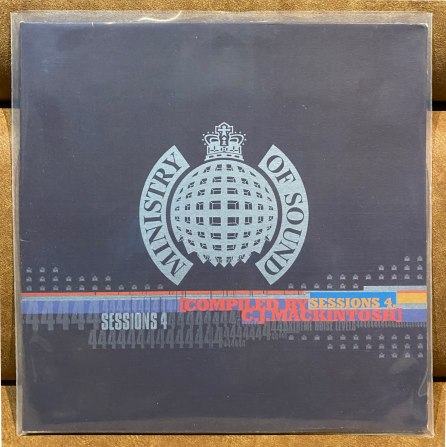 MINISTRY OF SOUND
[COMPILED BY SESSIONS 4
C.J.MACKINTOSH]
SESSIONS 4